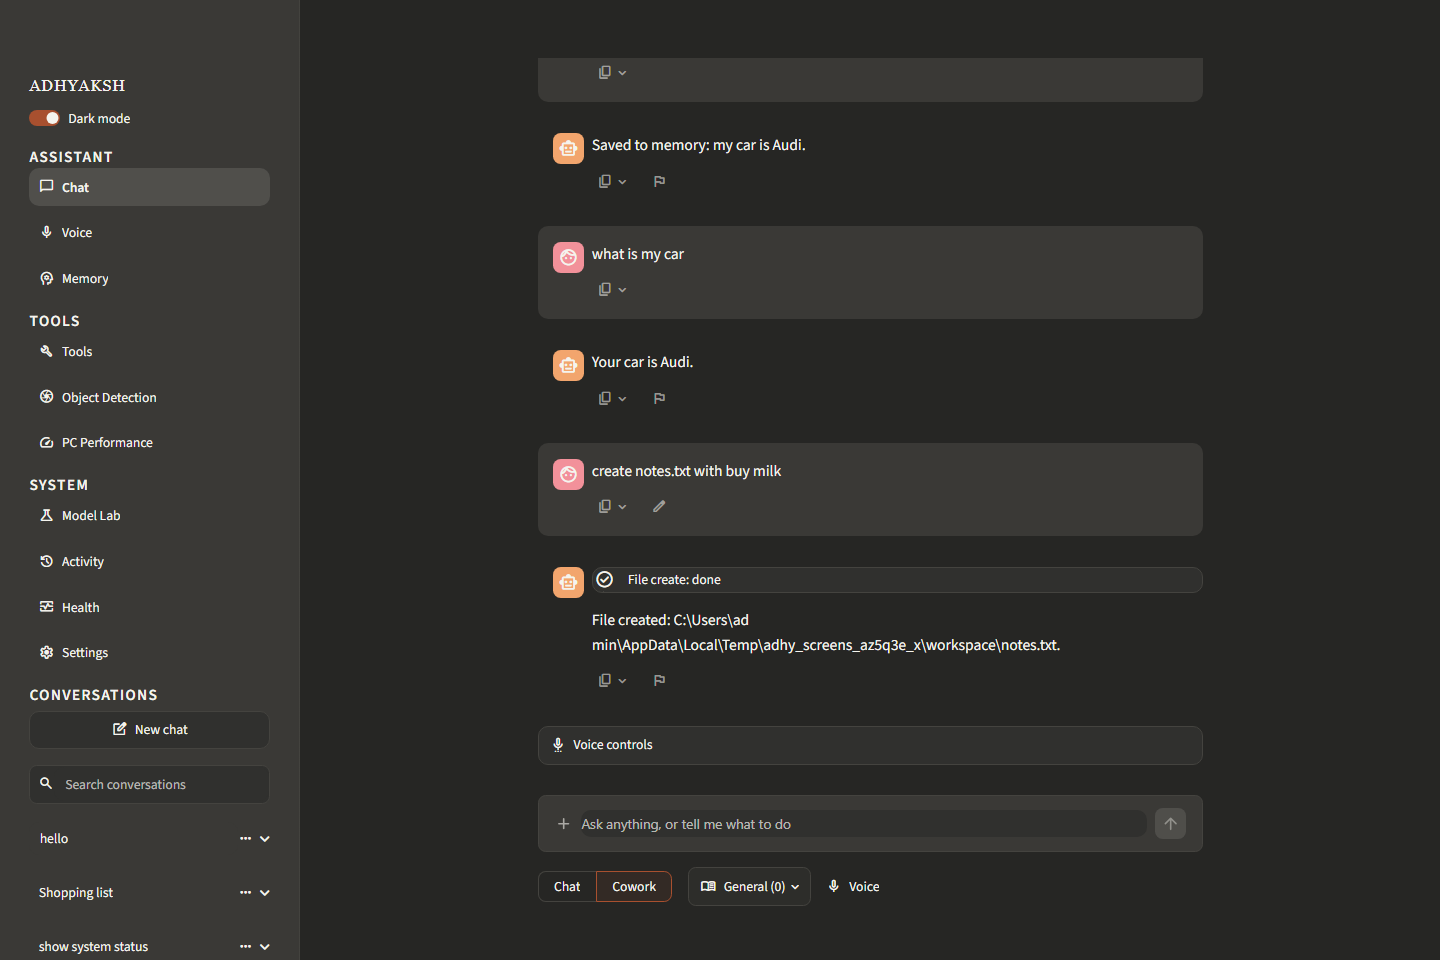 ADHYAKSH
Dark mode
ASSISTANT
Chat
Voice
Memory
TOOLS
Tools
Object Detection
PC Performance
SYSTEM
Model Lab
Activity
Health
Settings
CONVERSATIONS
New chat
Search conversations
hello
Shopping list
show system status
Saved to memory: my car is Audi.
what is my car
Your car is Audi.
create notes.txt with buy milk
File create: done
File created: C:\Users\ad
min\AppData\Local\Temp\adhy_screens_az5q3e_x\workspace\notes.txt.
Voice controls
Ask anything, or tell me what to do
Chat
Cowork
General (0)
Voice